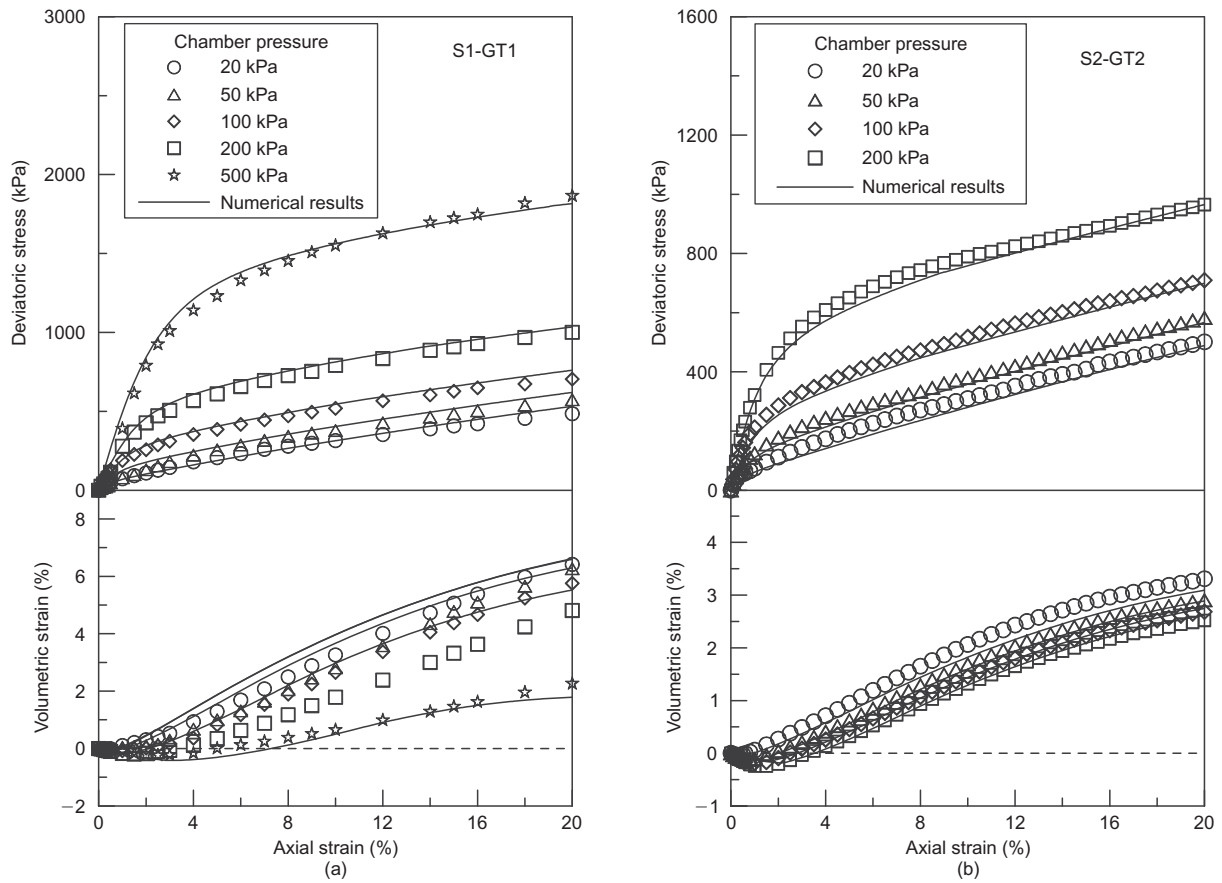 3000
2000
1000
0
Deviatoric stress (kPa)
Chamber pressure
20 kPa
50 kPa
100 kPa
200 kPa
500 kPa
Numerical results
S1-GT1
8
6
4
2
0
−2
Volumetric strain (%)
0
4
8
12
16
20
Axial strain (%)
(a)
1600
1200
800
400
0
Deviatoric stress (kPa)
Chamber pressure
20 kPa
50 kPa
100 kPa
200 kPa
Numerical results
S2-GT2
4
3
2
1
0
−1
Volumetric strain (%)
0
4
8
12
16
20
Axial strain (%)
(b)